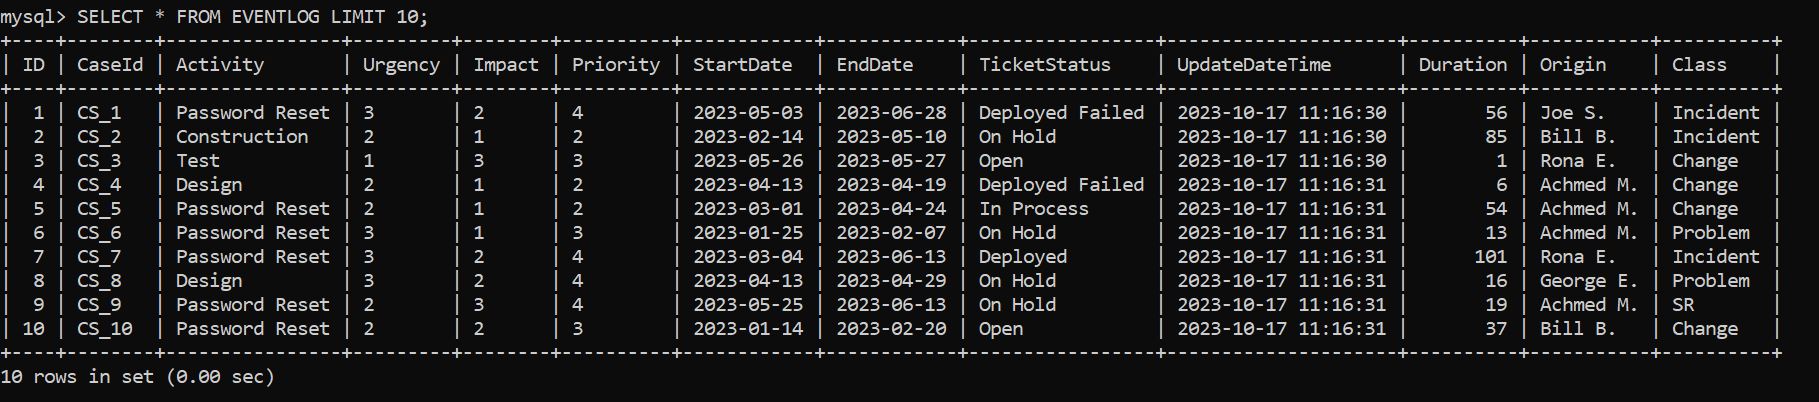 mysql> SELECT * FROM EVENTLOG LIMIT 10;
+----+--------+----------------+---------+--------+----------+------------+------------+-----------------+---------------------+----------+-----------+----------+
| ID | CaseId | Activity       | Urgency | Impact | Priority | StartDate  | EndDate    | TicketStatus    | UpdateDateTime      | Duration | Origin    | Class    |
+----+--------+----------------+---------+--------+----------+------------+------------+-----------------+---------------------+----------+-----------+----------+
|  1 | CS_1   | Password Reset | 3       | 2      | 4        | 2023-05-03 | 2023-06-28 | Deployed Failed | 2023-10-17 11:16:30 |       56 | Joe S.    | Incident |
|  2 | CS_2   | Construction   | 2       | 1      | 2        | 2023-02-14 | 2023-05-10 | On Hold         | 2023-10-17 11:16:30 |       85 | Bill B.   | Incident |
|  3 | CS_3   | Test           | 1       | 3      | 3        | 2023-05-26 | 2023-05-27 | Open            | 2023-10-17 11:16:30 |        1 | Rona E.   | Change   |
|  4 | CS_4   | Design         | 2       | 1      | 2        | 2023-04-13 | 2023-04-19 | Deployed Failed | 2023-10-17 11:16:31 |        6 | Achmed M. | Change   |
|  5 | CS_5   | Password Reset | 2       | 1      | 2        | 2023-03-01 | 2023-04-24 | In Process      | 2023-10-17 11:16:31 |       54 | Achmed M. | Change   |
|  6 | CS_6   | Password Reset | 3       | 1      | 3        | 2023-01-25 | 2023-02-07 | On Hold         | 2023-10-17 11:16:31 |       13 | Achmed M. | Problem  |
|  7 | CS_7   | Password Reset | 3       | 2      | 4        | 2023-03-04 | 2023-06-13 | Deployed        | 2023-10-17 11:16:31 |      101 | Rona E.   | Incident |
|  8 | CS_8   | Design         | 3       | 2      | 4        | 2023-04-13 | 2023-04-29 | On Hold         | 2023-10-17 11:16:31 |       16 | George E. | Problem  |
|  9 | CS_9   | Password Reset | 2       | 3      | 4        | 2023-05-25 | 2023-06-13 | On Hold         | 2023-10-17 11:16:31 |       19 | Achmed M. | SR       |
| 10 | CS_10  | Password Reset | 2       | 2      | 3        | 2023-01-14 | 2023-02-20 | Open            | 2023-10-17 11:16:31 |       37 | Bill B.   | Change   |
+----+--------+----------------+---------+--------+----------+------------+------------+-----------------+---------------------+----------+-----------+----------+
10 rows in set (0.00 sec)